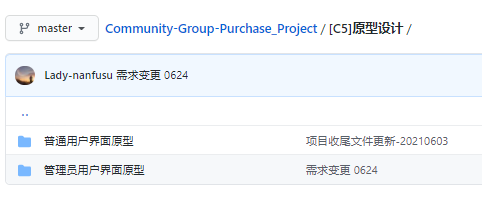 master Community-Group-Purchase_Project / [C5]原型设计 /
Lady-nanfusu 需求变更 0624
..
普通用户界面原型 项目收尾文件更新-20210603
管理员用户界面原型 需求变更 0624